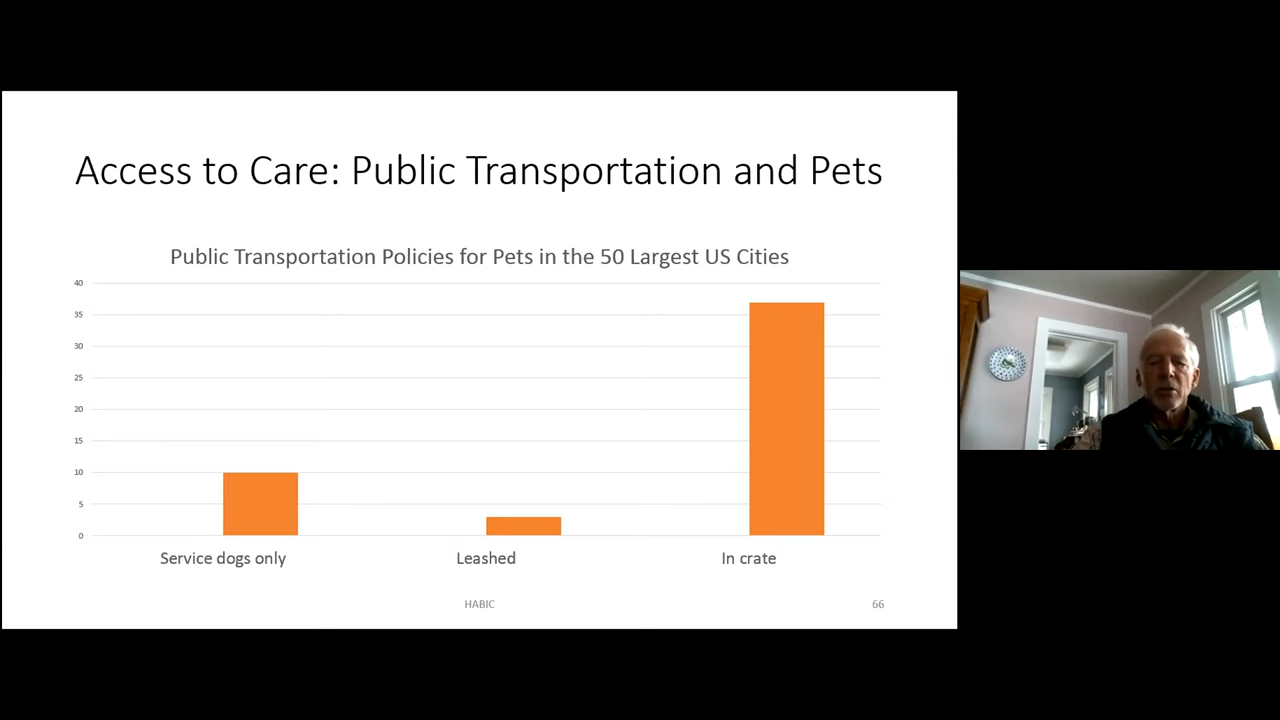 Access to Care: Public Transportation and Pets
Public Transportation Policies for Pets in the 50 Largest US Cities
40
35
30
25
20
15
10
5
0
Service dogs only
Leashed
In crate
HABIC
66